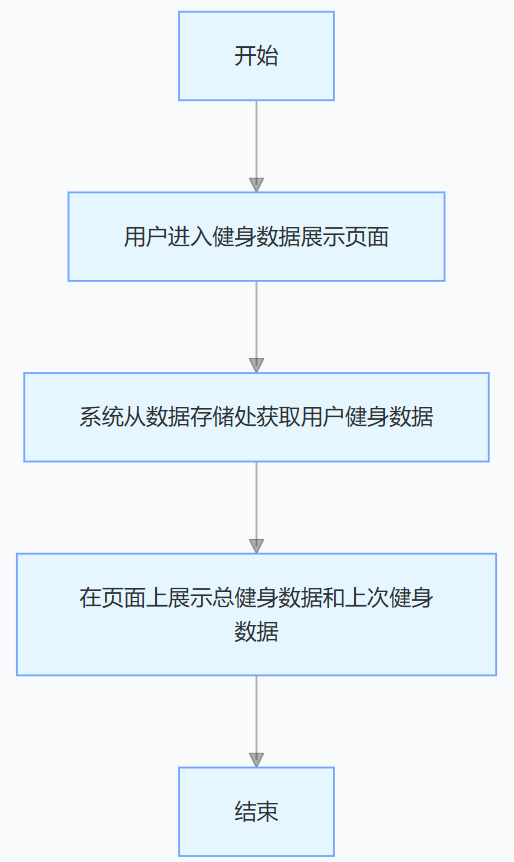 开始
用户进入健身数据展示页面
系统从数据存储处获取用户健身数据
在页面上展示总健身数据和上次健身
数据
结束